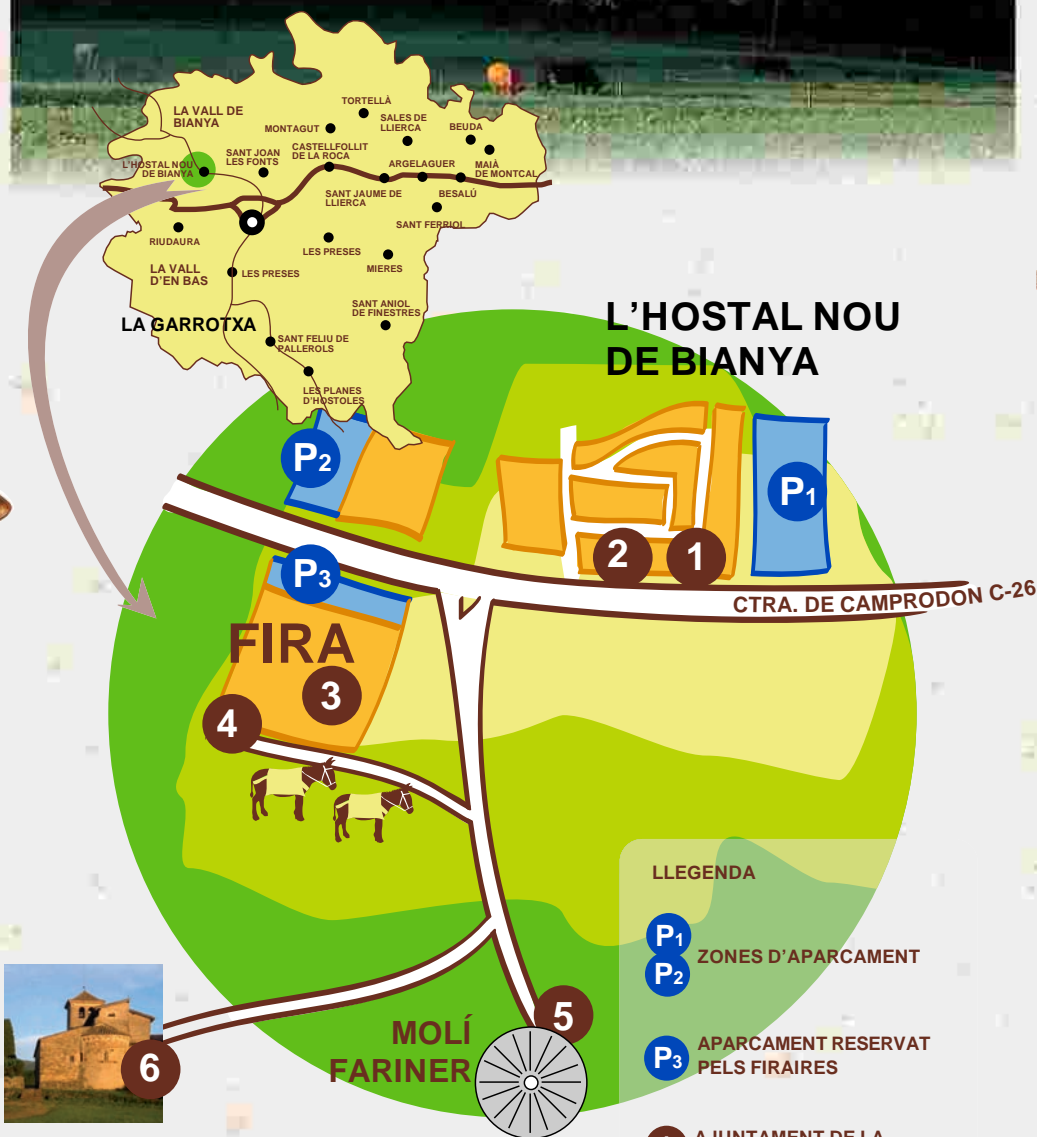 TORTELLÀ
LA VALL DE
BIANYA
SALES DE
LLIERCA
MONTAGUT
BEUDA
CASTELLFOLLIT
DE LA ROCA
SANT JOAN
LES FONTS
L'HOSTAL NOU
DE BIANYA
ARGELAGUER
MAIÀ
DE MONTCAL
SANT JAUME DE
LLIERCA
BESALÚ
SANT FERRIOL
RIUDAURA
LES PRESES
MIERES
LA VALL
D'EN BAS
LES PRESES
SANT ANIOL
DE FINESTRES
LA GARROTXA
SANT FELIU DE
PALLEROLS
LES PLANES
D'HOSTOLES
L'HOSTAL NOU
DE BIANYA
P2
P1
2
1
P3
CTRA. DE CAMPRODON C-26
FIRA
3
4
LLEGENDA
P1
P2
ZONES D'APARCAMENT
P3
APARCAMENT RESERVAT
PELS FIRAIRES
5
MOLÍ
FARINER
6
AJUNTAMENT DE LA